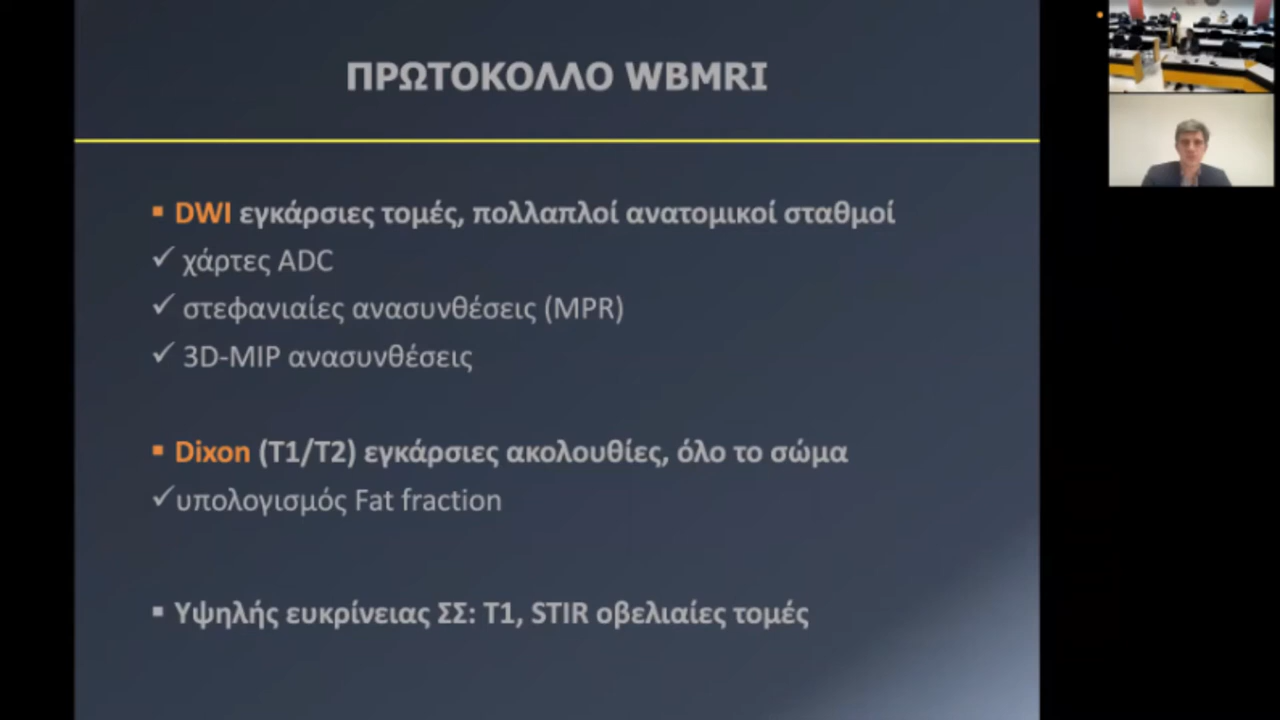 ΠΡΩΤΟΚΟΛΛΟ WBMRI
▪ DWI εγκάρσιες τομές, πολλαπλοί ανατομικοί σταθμοί
✓ χάρτες ADC
✓ στεφανιαίες ανασυνθέσεις (MPR)
✓ 3D-MIP ανασυνθέσεις
▪ Dixon (T1/T2) εγκάρσιες ακολουθίες, όλο το σώμα
✓υπολογισμός Fat fraction
▪ Υψηλής ευκρίνειας ΣΣ: T1, STIR οβελιαίες τομές